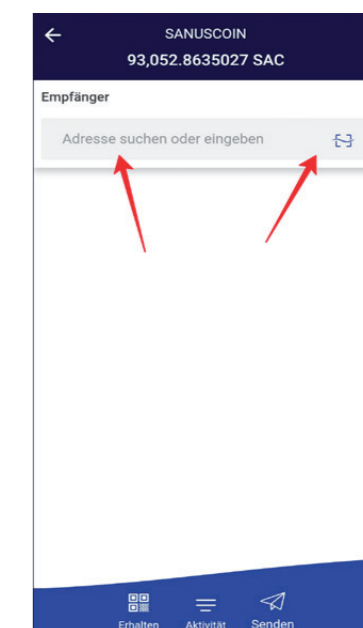 SANUSCOIN
93,052.8635027 SAC
Empfänger
Adresse suchen oder eingeben
Erhalten Aktivität Senden